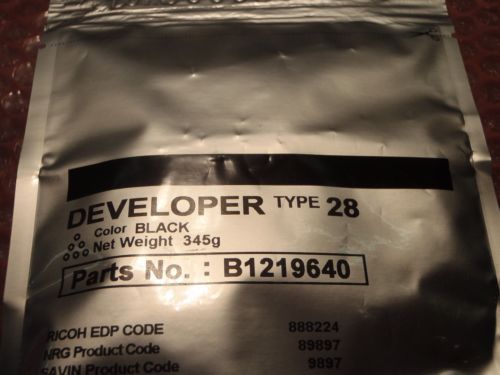 DEVELOPER TYPE 28
Color BLACK
Net Weight 345g
Parts No. : B1219640
RICOH EDP CODE 888224
NRG Product Code 89897
SAVIN Product Code 9897